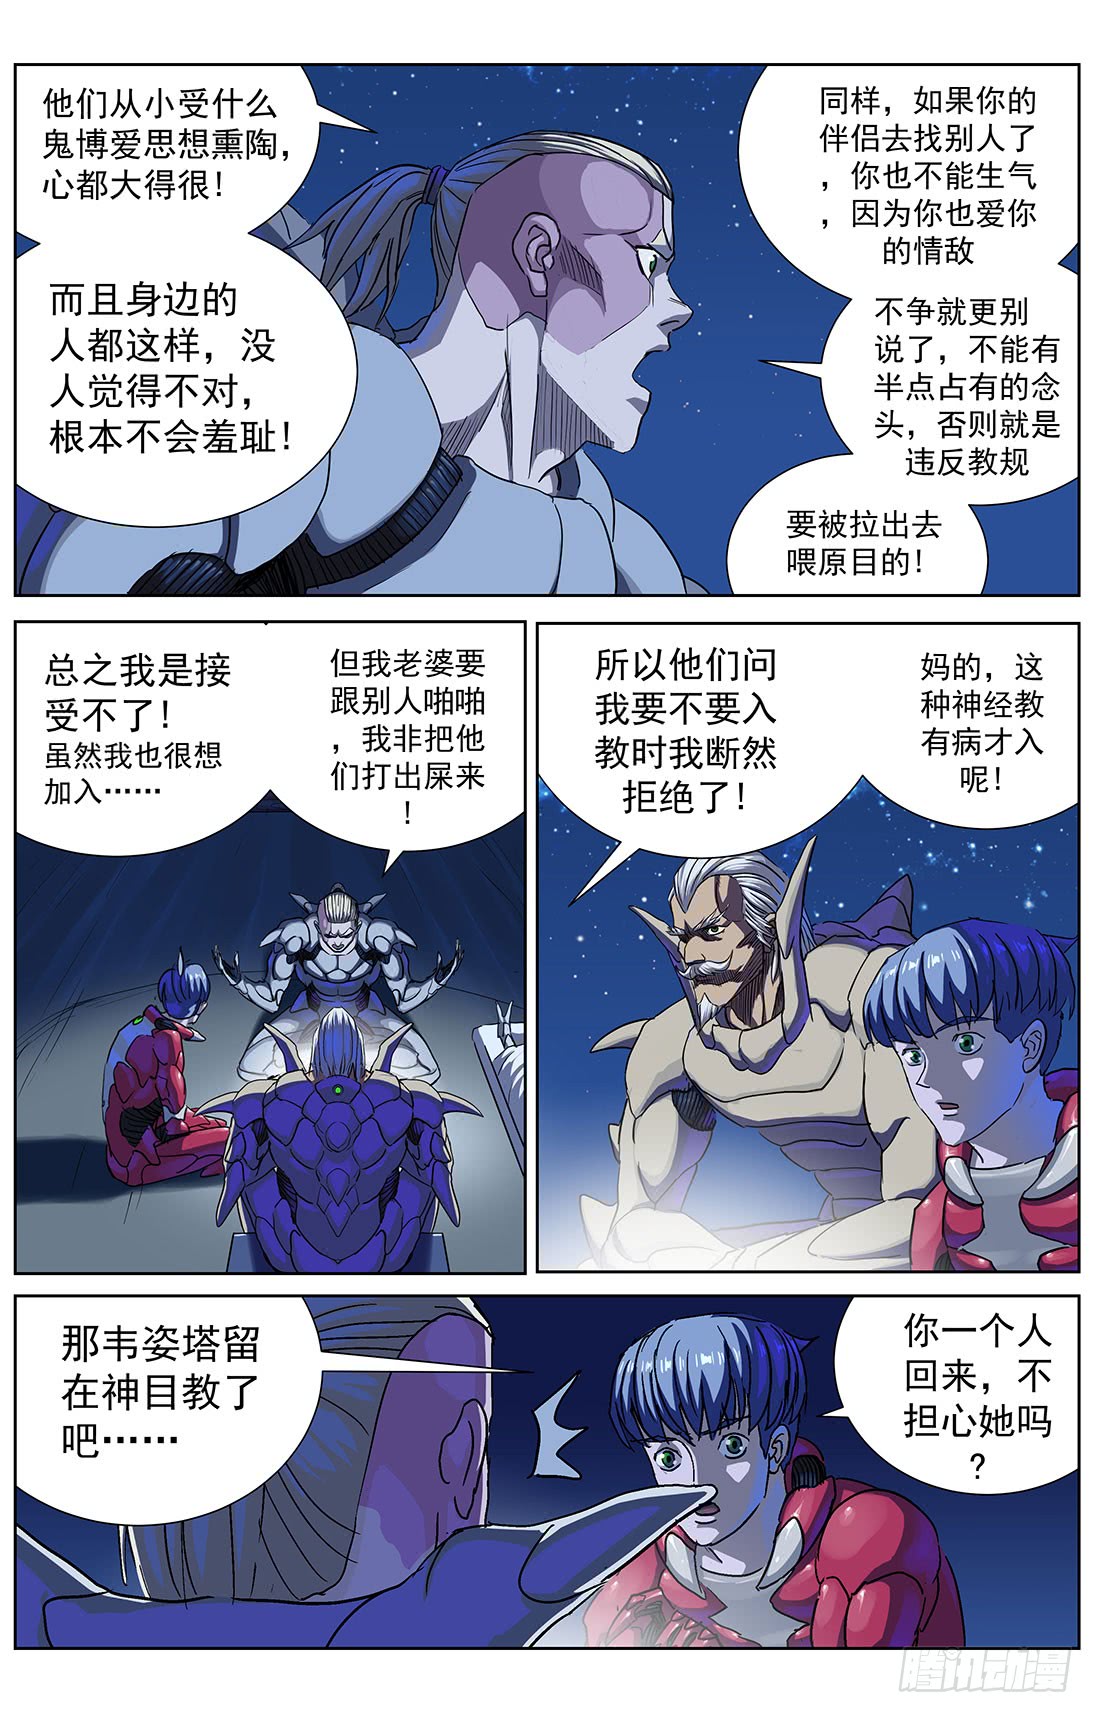 他们从小受什么
鬼博爱思想熏陶，
心都大得很！
而且身边的
人都这样，没
人觉得不对，
根本不会羞耻！
同样，如果你的
伴侣去找别人了
，你也不能生气
，因为你也爱你
的情敌
不争就更别
说了，不能有
半点占有的念
头，否则就是
违反教规
要被拉出去
喂原目的！
总之我是接
受不了！
虽然我也很想
加入……
但我老婆要
跟别人啪啪
，我非把他
们打出屎来
！
所以他们问
我要不要入
教时我断然
拒绝了！
妈的，这
种神经教
有病才入
呢！
那韦姿塔留
在神目教了
吧……
你一个人
回来，不
担心她吗
？
腾讯动漫